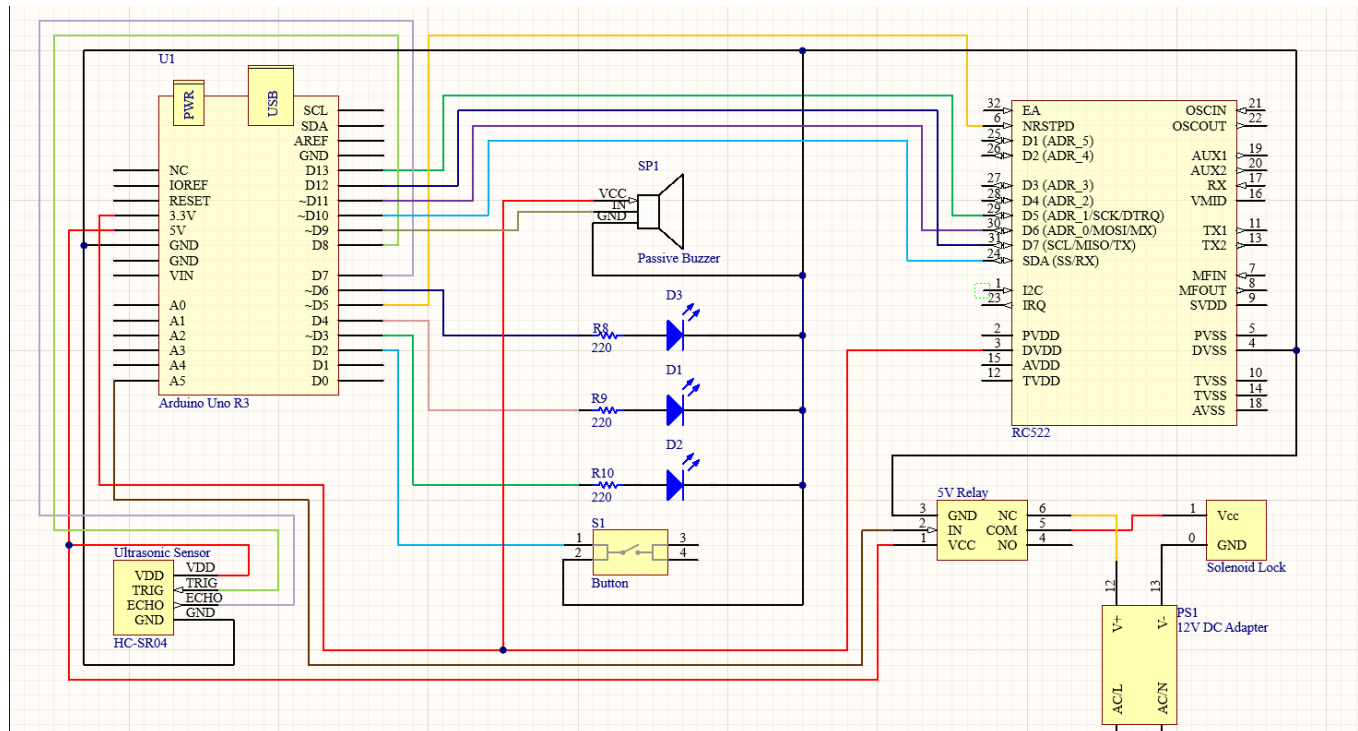 U1
PWR
USB
SCL
SDA
AREF
GND
D13
D12
~D11
~D10
~D9
D8
D7
~D6
~D5
D4
~D3
D2
D1
D0
NC
IOREF
RESET
3.3V
5V
GND
GND
VIN
A0
A1
A2
A3
A4
A5
Arduino Uno R3
SP1
VCC
IN
GND
Passive Buzzer
D3
R8
220
D1
R9
220
D2
R10
220
S1
1
2
3
4
Button
32 EA
6 NRSTPD
25 D1 (ADR_5)
26 D2 (ADR_4)
27 D3 (ADR_3)
28 D4 (ADR_2)
29 D5 (ADR_1/SCK/DTRQ)
30 D6 (ADR_0/MOSI/MX)
31 D7 (SCL/MISO/TX)
24 SDA (SS/RX)
1 I2C
23 IRQ
2 PVDD
3 DVDD
15 AVDD
12 TVDD
OSCIN 21
OSCOUT 22
AUX1 19
AUX2 20
RX 17
VMID 16
TX1 11
TX2 13
MFIN 7
MFOUT 8
SVDD 9
PVSS 5
DVSS 4
TVSS 10
TVSS 14
AVSS 18
RC522
5V Relay
3 GND NC 6
2 IN COM 5
1 VCC NO 4
1 Vcc
0 GND
Solenoid Lock
12
13
V+
V-
PS1
12V DC Adapter
AC/L
AC/N
Ultrasonic Sensor
VDD VDD
TRIG TRIG
ECHO ECHO
GND GND
HC-SR04